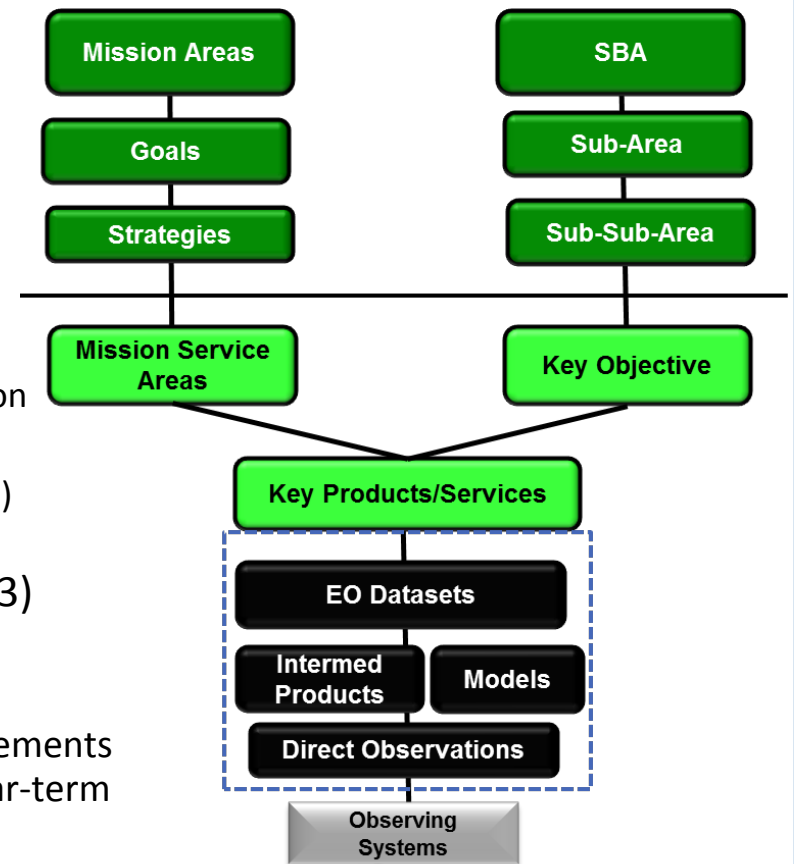 Mission Areas
SBA
Goals
Sub-Area
Strategies
Sub-Sub-Area
Mission Service
Areas
Key Objective
on
)
Key Products/Services
3)
EO Datasets
Intermed
Products
Models
ements
ar-term
Direct Observations
Observing
Systems